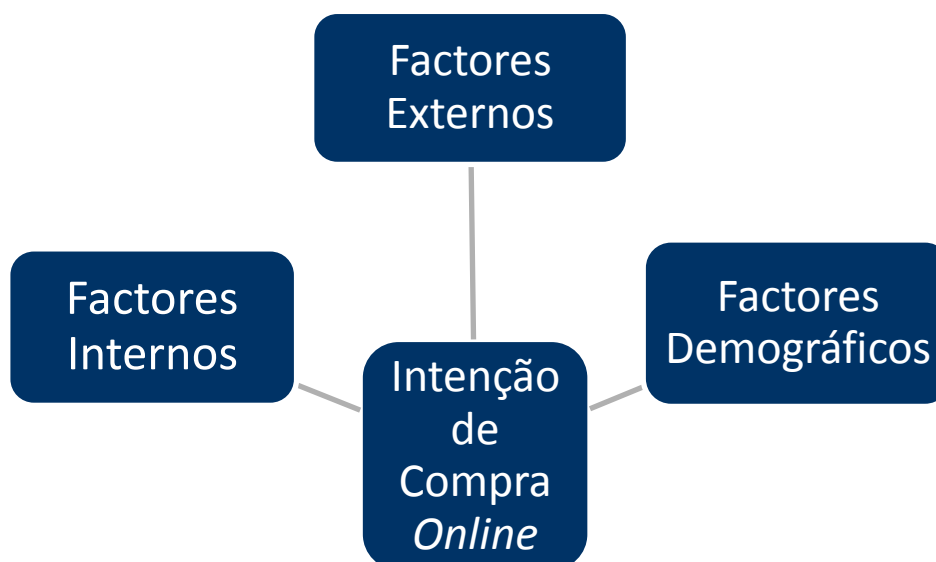 Factores
Externos
Factores
Internos
Factores
Demográficos
Intenção
de
Compra
Online